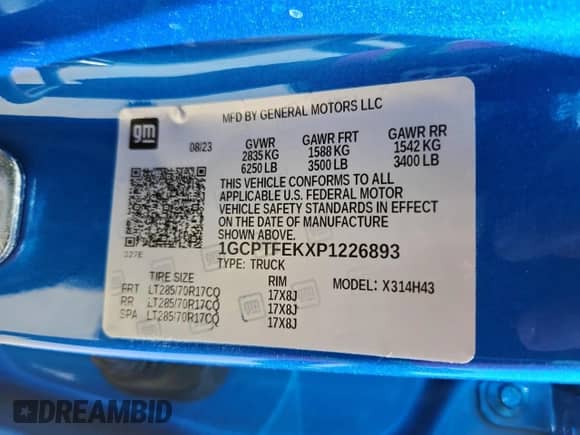 MFD BY GENERAL MOTORS LLC
gm
08/23
GVWR GAWR FRT GAWR RR
2835 KG 1588 KG 1542 KG
6250 LB 3500 LB 3400 LB
THIS VEHICLE CONFORMS TO ALL
APPLICABLE U.S. FEDERAL MOTOR
VEHICLE SAFETY STANDARDS IN EFFECT
ON THE DATE OF MANUFACTURE
SHOWN ABOVE.
327E
1GCPTFEKXP1226893
TYPE: TRUCK
TIRE SIZE RIM MODEL: X314H43
FRT LT285/70R17CQ 17X8J
RR LT285/70R17CQ 17X8J
SPA LT285/70R17CQ 17X8J
DREAMBID